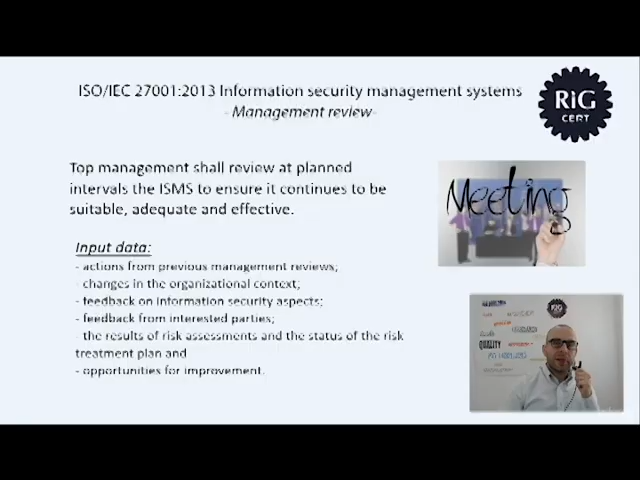 ISO/IEC 27001:2013 Information security management systems
- Management review-
RiG
CERT
Top management shall review at planned
intervals the ISMS to ensure it continues to be
suitable, adequate and effective.
Meeting
Input data:
- actions from previous management reviews;
- changes in the organizational context;
- feedback on information security aspects;
- feedback from interested parties;
- the results of risk assessments and the status of the risk
treatment plan and
- opportunities for improvement.
RiG
QUALITY